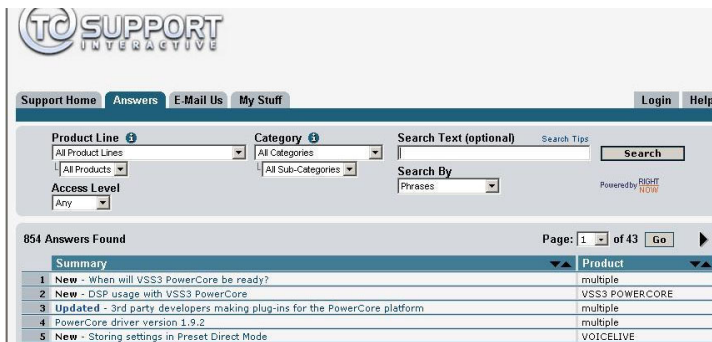 TC SUPPORT
INTERACTIVE
Support Home Answers E-Mail Us My Stuff Login Help
Product Line Category Search Text (optional) Search Tips
All Product Lines All Categories Search
All Products All Sub-Categories Search By
Access Level Phrases Powered by RIGHT NOW
Any
854 Answers Found Page: 1 of 43 Go
Summary Product
1 New - When will VSS3 PowerCore be ready? multiple
2 New - DSP usage with VSS3 PowerCore VSS3 POWERCORE
3 Updated - 3rd party developers making plug-ins for the PowerCore platform multiple
4 PowerCore driver version 1.9.2 multiple
5 New - Storing settings in Preset Direct Mode VOICELIVE